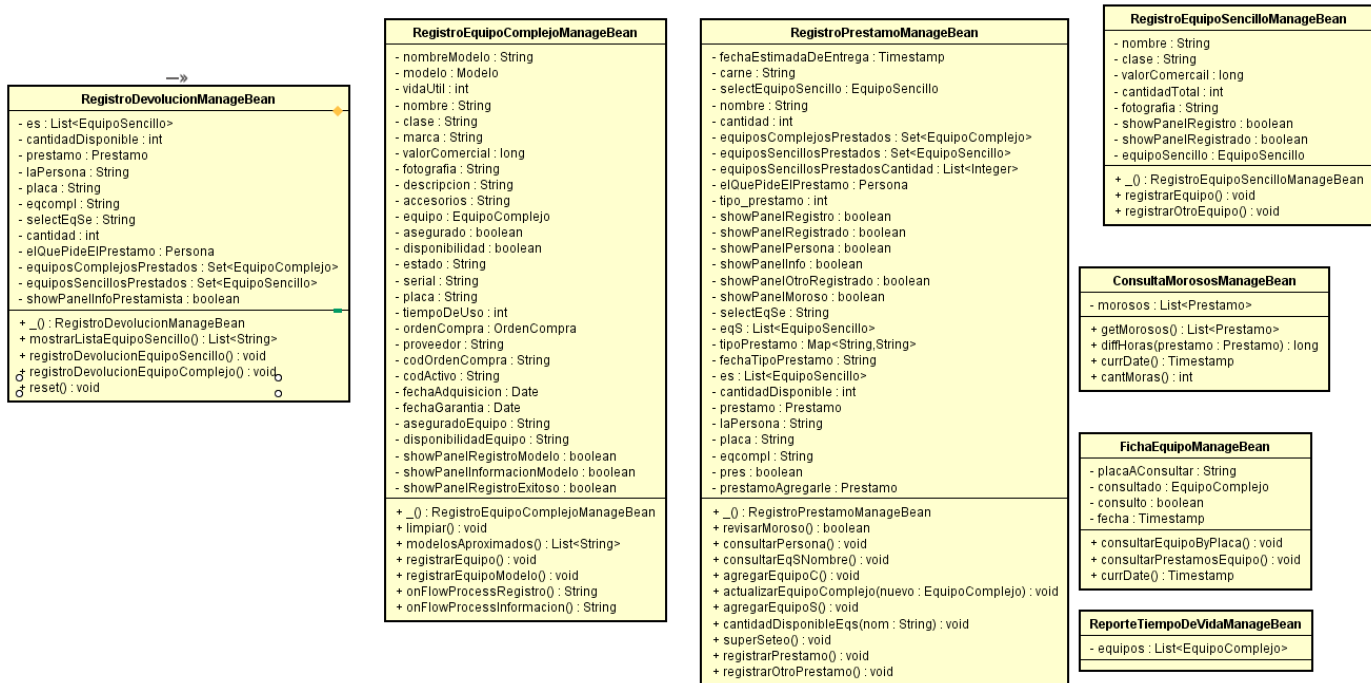 RegistroDevolucionManageBean
- es : List<EquipoSencillo>
- cantidadDisponible : int
- prestamo : Prestamo
- laPersona : String
- placa : String
- eqcompl : String
- selectEqSe : String
- cantidad : int
- elQuePideElPrestamo : Persona
- equiposComplejosPrestados : Set<EquipoComplejo>
- equiposSencillosPrestados : Set<EquipoSencillo>
- showPanelInfoPrestamista : boolean
+ _() : RegistroDevolucionManageBean
+ mostrarListaEquipoSencillo() : List<String>
+ registroDevolucionEquipoSencillo() : void
+ registroDevolucionEquipoComplejo() : void
+ reset() : void
RegistroEquipoComplejoManageBean
- nombreModelo : String
- modelo : Modelo
- vidaUtil : int
- nombre : String
- clase : String
- marca : String
- valorComercial : long
- fotografia : String
- descripcion : String
- accesorios : String
- equipo : EquipoComplejo
- asegurado : boolean
- disponibilidad : boolean
- estado : String
- serial : String
- placa : String
- tiempoDeUso : int
- ordenCompra : OrdenCompra
- proveedor : String
- codOrdenCompra : String
- codActivo : String
- fechaAdquisicion : Date
- fechaGarantia : Date
- aseguradoEquipo : String
- disponibilidadEquipo : String
- showPanelRegistroModelo : boolean
- showPanelInformacionModelo : boolean
- showPanelRegistroExitoso : boolean
+ _() : RegistroEquipoComplejoManageBean
+ limpiar() : void
+ modelosAproximados() : List<String>
+ registrarEquipo() : void
+ registrarEquipoModelo() : void
+ onFlowProcessRegistro() : String
+ onFlowProcessInformacion() : String
RegistroPrestamoManageBean
- fechaEstimadaDeEntrega : Timestamp
- carne : String
- selectEquipoSencillo : EquipoSencillo
- nombre : String
- cantidad : int
- equiposComplejosPrestados : Set<EquipoComplejo>
- equiposSencillosPrestados : Set<EquipoSencillo>
- equiposSencillosPrestadosCantidad : List<Integer>
- elQuePideElPrestamo : Persona
- tipo_prestamo : int
- showPanelRegistro : boolean
- showPanelRegistrado : boolean
- showPanelPersona : boolean
- showPanelInfo : boolean
- showPanelOtroRegistrado : boolean
- showPanelMoroso : boolean
- selectEqSe : String
- eqS : List<EquipoSencillo>
- tipoPrestamo : Map<String,String>
- fechaTipoPrestamo : String
- es : List<EquipoSencillo>
- cantidadDisponible : int
- prestamo : Prestamo
- laPersona : String
- placa : String
- eqcompl : String
- pres : boolean
- prestamoAgregarle : Prestamo
+ _() : RegistroPrestamoManageBean
+ revisarMoroso() : boolean
+ consultarPersona() : void
+ consultarEqSNombre() : void
+ agregarEquipoC() : void
+ actualizarEquipoComplejo(nuevo : EquipoComplejo) : void
+ agregarEquipoS() : void
+ cantidadDisponibleEqs(nom : String) : void
+ superSeteo() : void
+ registrarPrestamo() : void
+ registrarOtroPrestamo() : void
RegistroEquipoSencilloManageBean
- nombre : String
- clase : String
- valorComercail : long
- cantidadTotal : int
- fotografia : String
- showPanelRegistro : boolean
- showPanelRegistrado : boolean
- equipoSencillo : EquipoSencillo
+ _() : RegistroEquipoSencilloManageBean
+ registrarEquipo() : void
+ registrarOtroEquipo() : void
ConsultaMorososManageBean
- morosos : List<Prestamo>
+ getMorosos() : List<Prestamo>
+ diffHoras(prestamo : Prestamo) : long
+ currDate() : Timestamp
+ cantMoras() : int
FichaEquipoManageBean
- placaAConsultar : String
- consultado : EquipoComplejo
- consulto : boolean
- fecha : Timestamp
+ consultarEquipoByPlaca() : void
+ consultarPrestamosEquipo() : void
+ currDate() : Timestamp
ReporteTiempoDeVidaManageBean
- equipos : List<EquipoComplejo>